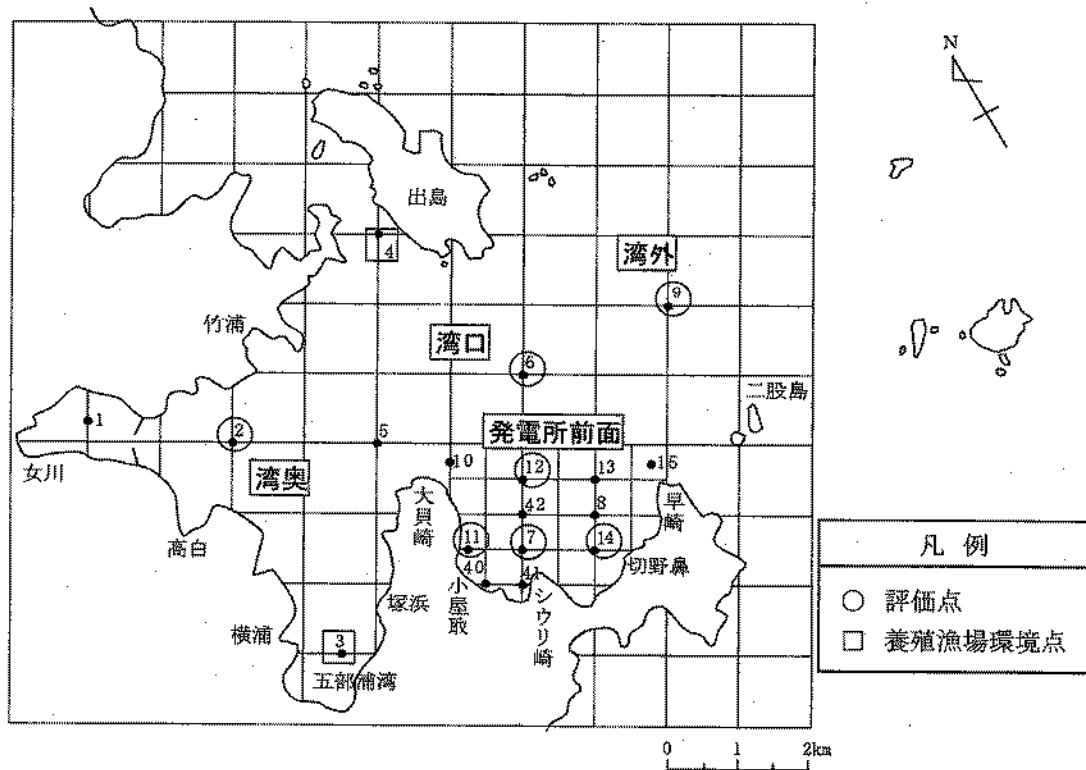 N
出島
4
湾外
9
竹浦
湾口
6
二股島
1
2
5
発電所前面
10
12
13
15
女川
湾奥
大貝崎
42
8
早崎
高白
11
7
14
切野鼻
40
41
小屋取
シウリ崎
塚浜
横浦
3
五部浦湾
凡例
○ 評価点
□ 養殖漁場環境点
0 1 2km